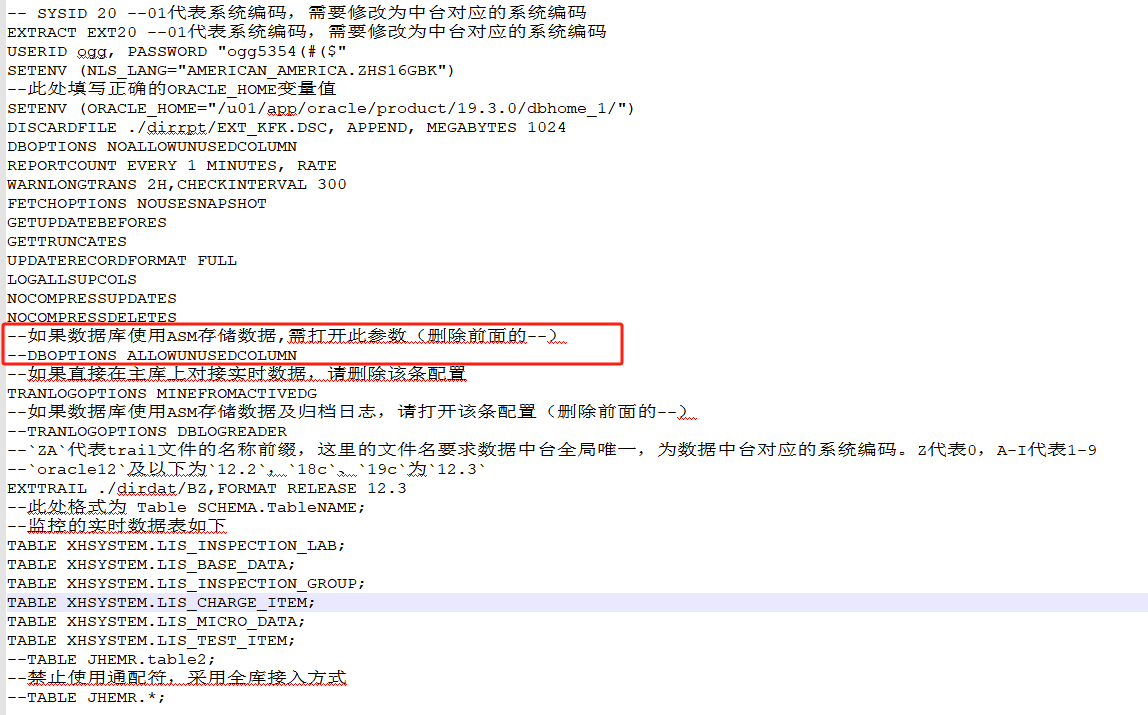 -- SYSID 20 --01代表系统编码，需要修改为中台对应的系统编码
EXTRACT EXT20 --01代表系统编码，需要修改为中台对应的系统编码
USERID ogg, PASSWORD "ogg5354(#($"
SETENV (NLS_LANG="AMERICAN_AMERICA.ZHS16GBK")
--此处填写正确的ORACLE_HOME变量值
SETENV (ORACLE_HOME="/u01/app/oracle/product/19.3.0/dbhome_1/")
DISCARDFILE ./dirrpt/EXT_KFK.DSC, APPEND, MEGABYTES 1024
DBOPTIONS NOALLOWUNUSEDCOLUMN
REPORTCOUNT EVERY 1 MINUTES, RATE
WARNLONGTRANS 2H,CHECKINTERVAL 300
FETCHOPTIONS NOUSESNAPSHOT
GETUPDATEBEFORES
GETTRUNCATES
UPDATERECORDFORMAT FULL
LOGALLSUPCOLS
NOCOMPRESSUPDATES
NOCOMPRESSDELETES
--如果数据库使用ASM存储数据,需打开此参数（删除前面的--）
--DBOPTIONS ALLOWUNUSEDCOLUMN
--如果直接在主库上对接实时数据，请删除该条配置
TRANLOGOPTIONS MINEFROMACTIVEDG
--如果数据库使用ASM存储数据及归档日志，请打开该条配置（删除前面的--）
--TRANLOGOPTIONS DBLOGREADER
--`ZA`代表trail文件的名称前缀，这里的文件名要求数据中台全局唯一，为数据中台对应的系统编码。Z代表0，A-I代表1-9
--`oracle12`及以下为`12.2`，`18c`、`19c`为`12.3`
EXTTRAIL ./dirdat/BZ,FORMAT RELEASE 12.3
--此处格式为 Table SCHEMA.TableNAME;
--监控的实时数据表如下
TABLE XHSYSTEM.LIS_INSPECTION_LAB;
TABLE XHSYSTEM.LIS_BASE_DATA;
TABLE XHSYSTEM.LIS_INSPECTION_GROUP;
TABLE XHSYSTEM.LIS_CHARGE_ITEM;
TABLE XHSYSTEM.LIS_MICRO_DATA;
TABLE XHSYSTEM.LIS_TEST_ITEM;
--TABLE JHEMR.table2;
--禁止使用通配符，采用全库接入方式
--TABLE JHEMR.*;